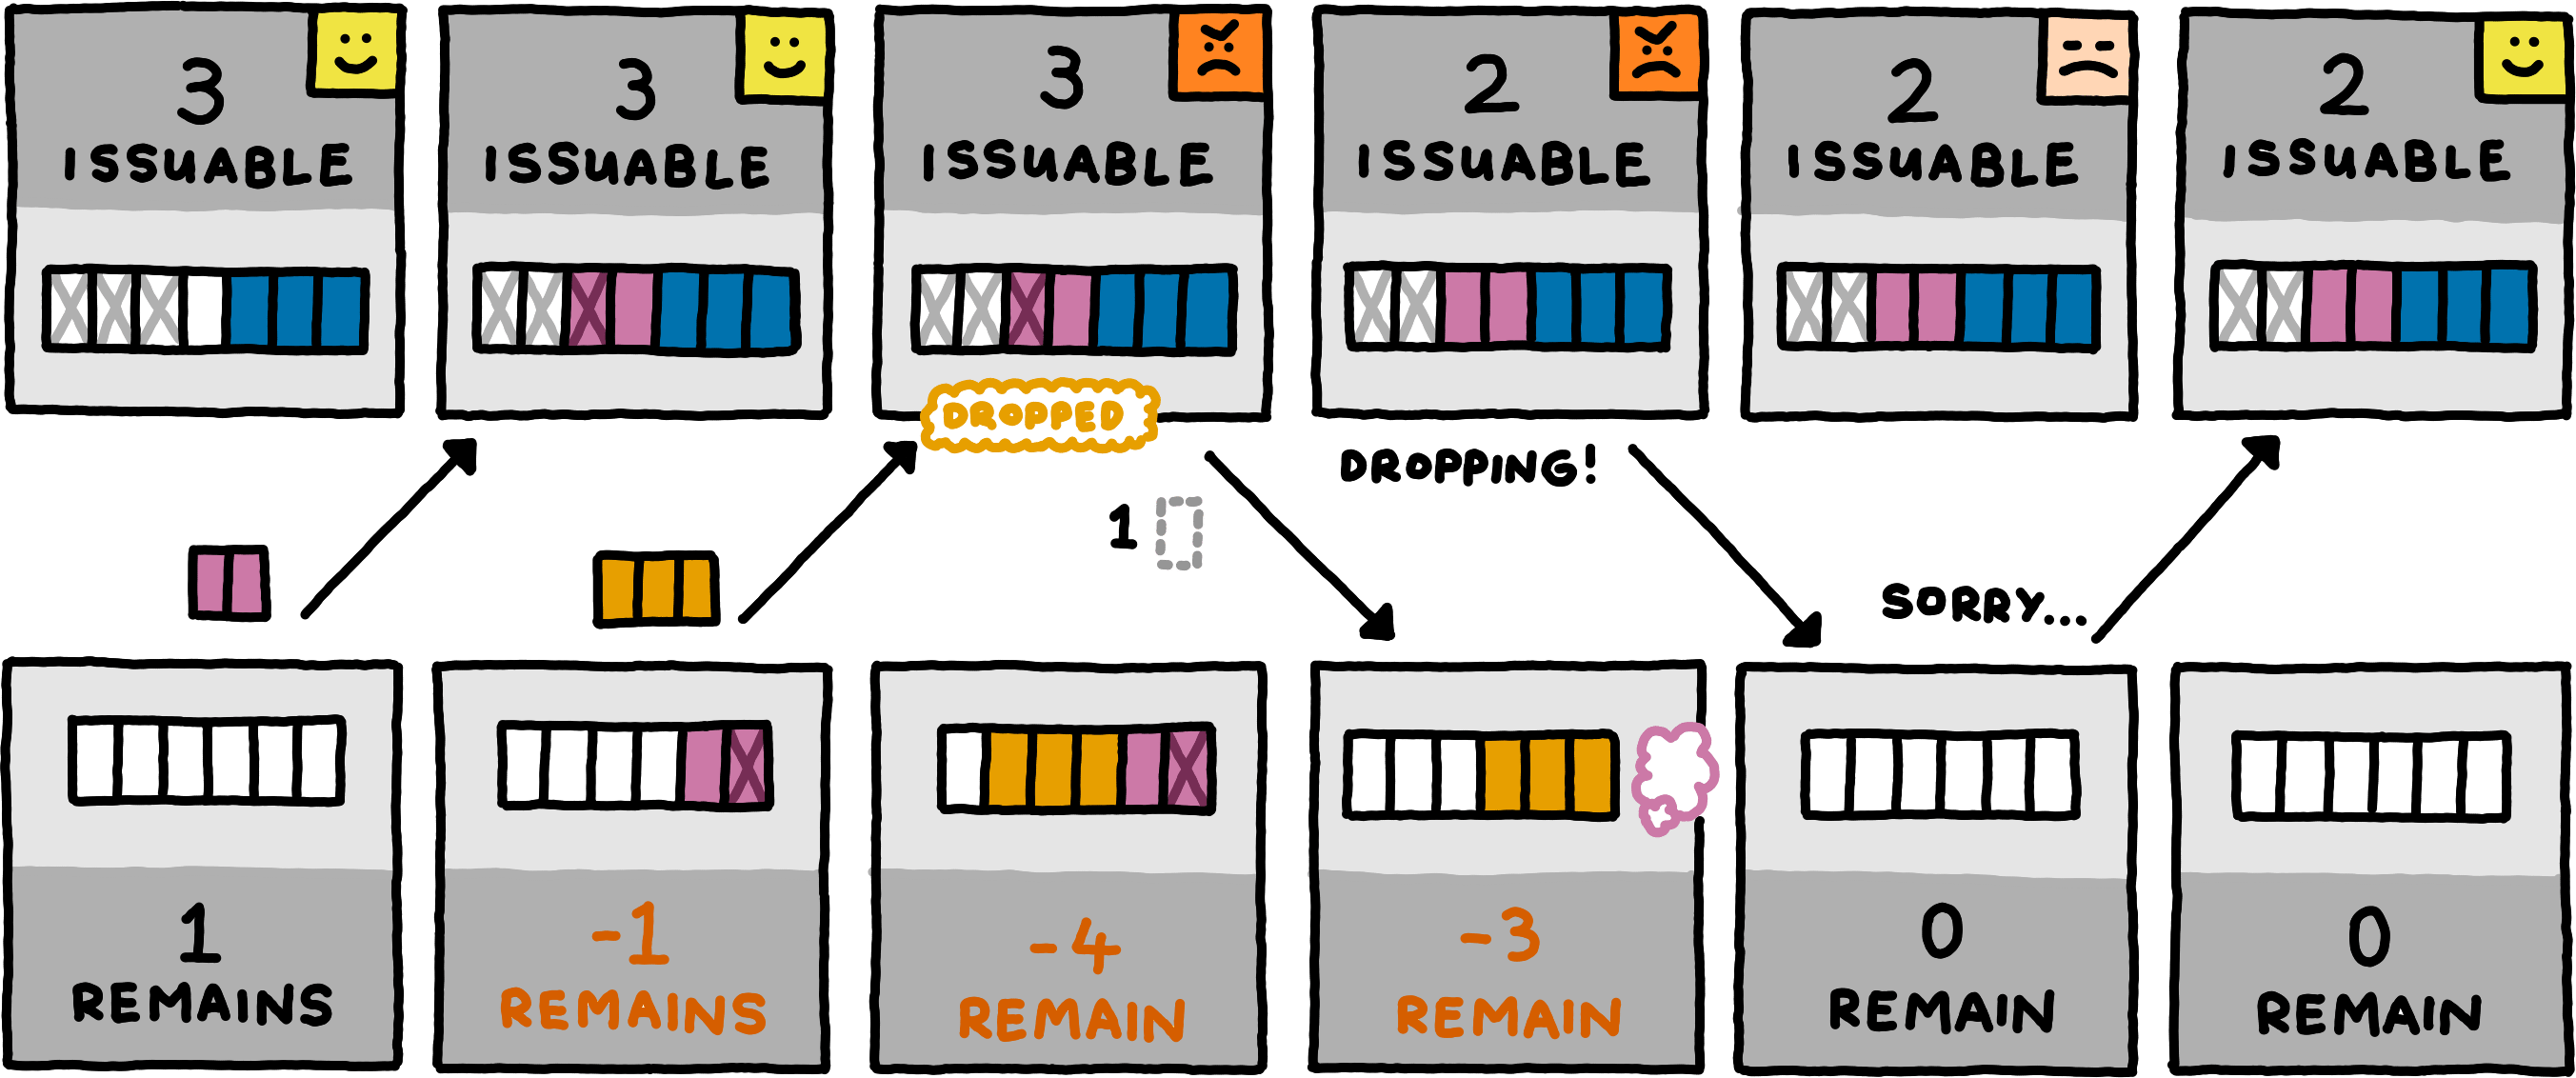 3
ISSUABLE
3
ISSUABLE
3
ISSUABLE
2
ISSUABLE
2
ISSUABLE
2
ISSUABLE
DROPPED
DROPPING!
1
SORRY...
1
REMAINS
-1
REMAINS
-4
REMAIN
-3
REMAIN
0
REMAIN
0
REMAIN